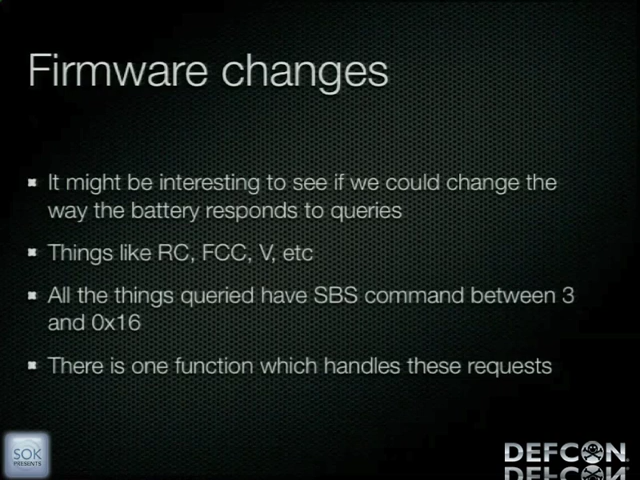 Firmware changes
It might be interesting to see if we could change the
way the battery responds to queries
Things like RC, FCC, V, etc
All the things queried have SBS command between 3
and 0x16
There is one function which handles these requests
SOK
PRESENTS
DEFCON